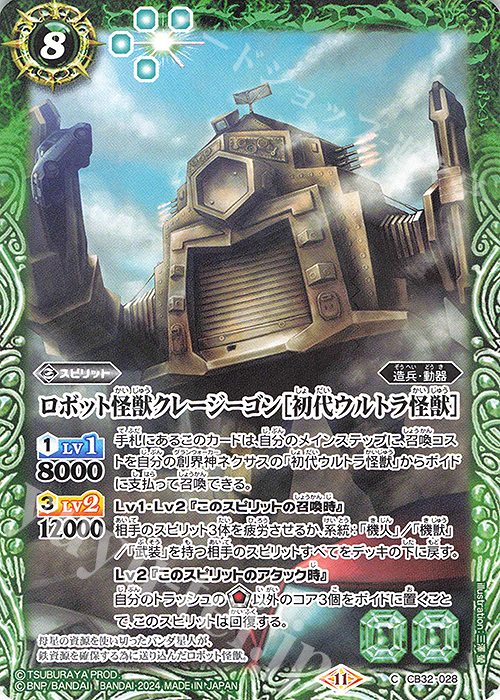 8
スピリット
造兵・動器
ロボット怪獣クレージーゴン[初代ウルトラ怪獣]
1 LV1
8000
手札にあるこのカードは、自分のメインステップに、召喚コス
トを自分の創界神ネクサスの『初代ウルトラ怪獣』からボイド
に支払って召喚できる。
3 LV2
12000
Lv1・Lv2『このスピリットの召喚時』
相手のスピリット3体を疲労させるか、系統:「機人」/「機獣」
/「武装」を持つ相手のスピリットすべてをデッキの下に戻す。
Lv2『このスピリットのアタック時』
自分のトラッシュの以外のコア3個をボイドに置くこと
で、このスピリットは回復する。
母星の資源を使い切ったバンダ星人が、
鉄資源を確保する為に送り込んだロボット怪獣。
©TSUBURAYA PROD.
©BNP/BANDAI ©BANDAI・2024 MADE IN JAPAN
11
C CB32-028